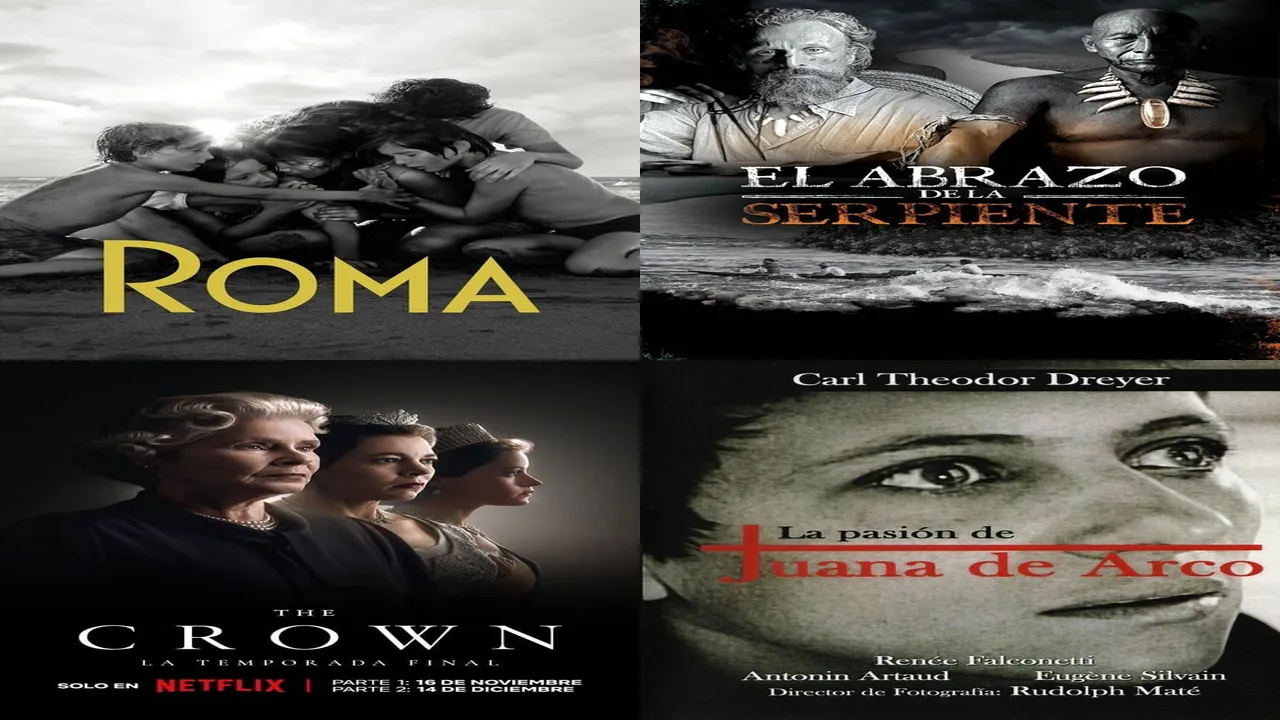 ROMA
EL ABRAZO
DE LA
SERPIENTE
THE
CROWN
LA TEMPORADA FINAL
SOLO EN NETFLIX | PARTE 1: 16 DE NOVIEMBRE
PARTE 2: 14 DE DICIEMBRE
Carl Theodor Dreyer
La pasión de
Juana de Arco
Renée Falconetti
Antonin Artaud Eugène Silvain
Director de Fotografía: Rudolph Maté